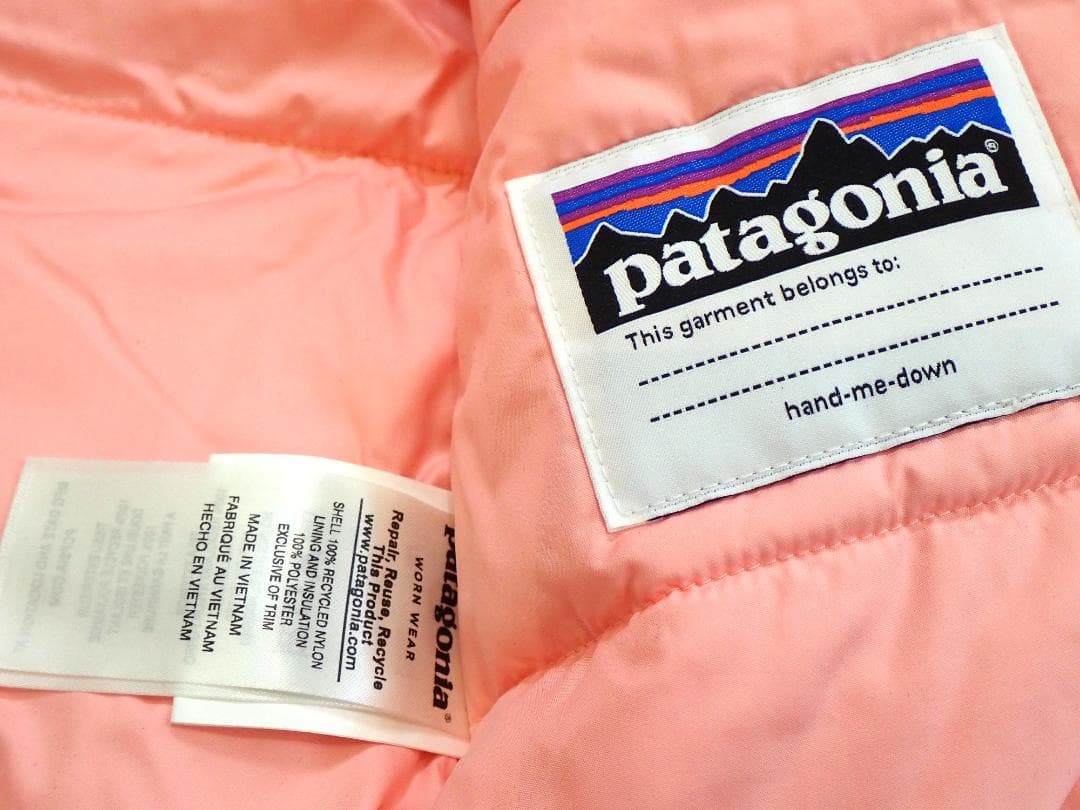 patagonia®
This garment belongs to:
hand-me-down
patagonia®
WORN WEAR
Repair, Reuse, Recycle
This Product
www.patagonia.com
SHELL 100% RECYCLED NYLON
LINING AND INSULATION
100% POLYESTER
EXCLUSIVE OF TRIM
MADE IN VIETNAM
FABRIQUÉ AU VIETNAM
HECHO EN VIETNAM